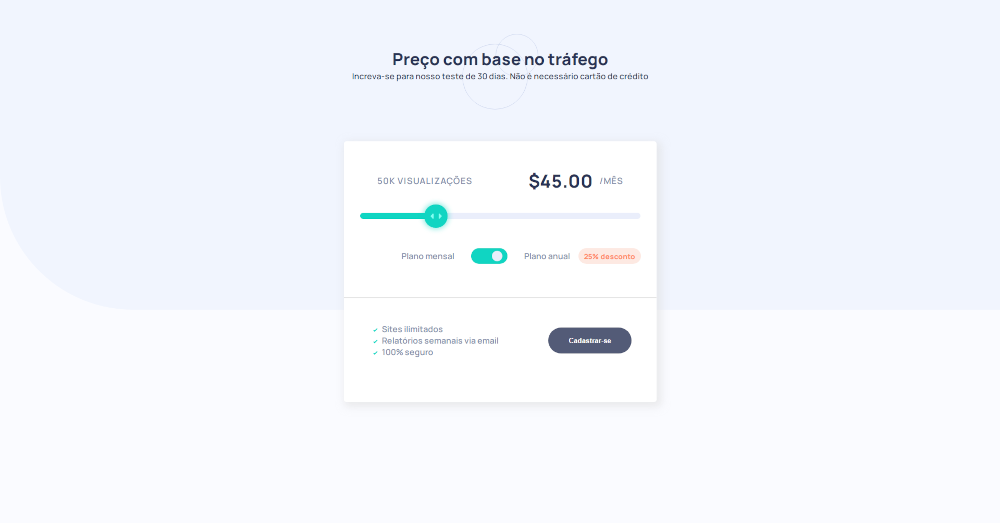 Preço com base no tráfego
Increva-se para nosso teste de 30 dias. Não é necessário cartão de crédito
50K VISUALIZAÇÕES
$45.00 /MÊS
Plano mensal
Plano anual
25% desconto
Sites ilimitados
Relatórios semanais via email
100% seguro
Cadastrar-se